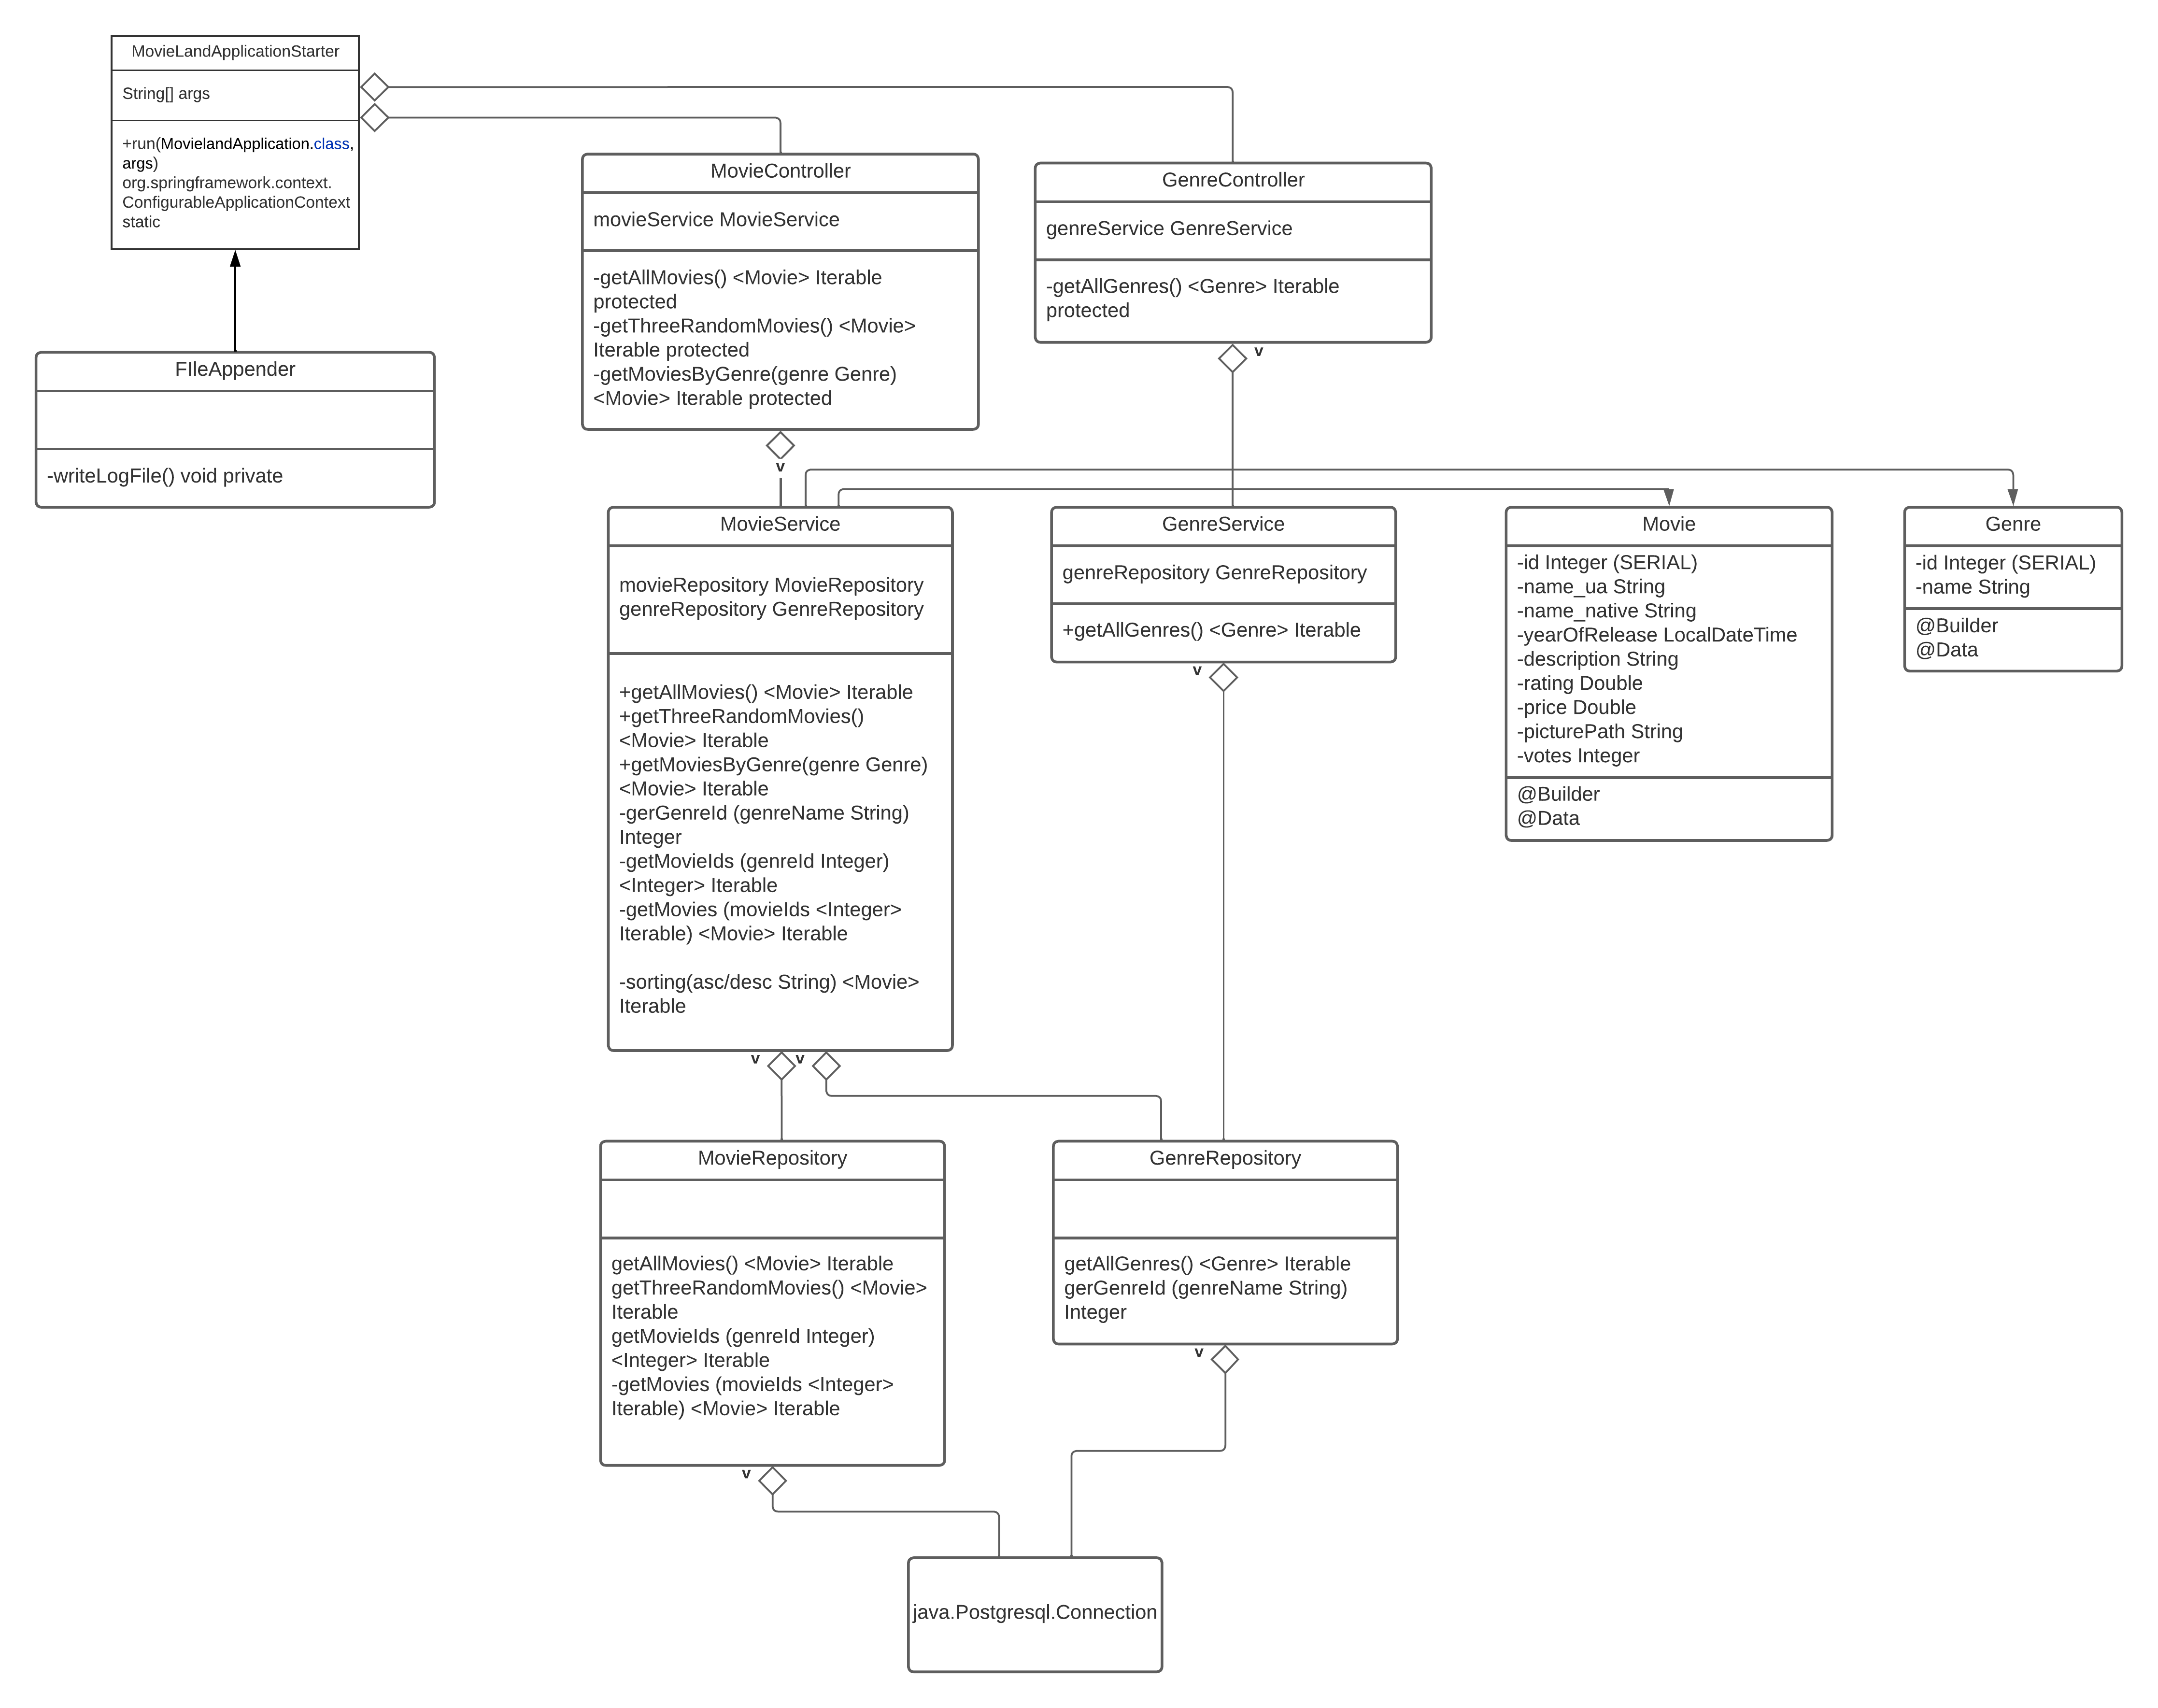 MovieLandApplicationStarter
String[] args
+run(MovielandApplication.class,
args)
org.springframework.context.
ConfigurableApplicationContext
static
MovieController
movieService MovieService
-getAllMovies() <Movie> Iterable
protected
-getThreeRandomMovies() <Movie>
Iterable protected
-getMoviesByGenre(genre Genre)
<Movie> Iterable protected
v
GenreController
genreService GenreService
-getAllGenres() <Genre> Iterable
protected
v
FIleAppender
-writeLogFile() void private
MovieService
movieRepository MovieRepository
genreRepository GenreRepository
+getAllMovies() <Movie> Iterable
+getThreeRandomMovies()
<Movie> Iterable
+getMoviesByGenre(genre Genre)
<Movie> Iterable
-gerGenreId (genreName String)
Integer
-getMovieIds (genreId Integer)
<Integer> Iterable
-getMovies (movieIds <Integer>
Iterable) <Movie> Iterable
-sorting(asc/desc String) <Movie>
Iterable
v
v
GenreService
genreRepository GenreRepository
+getAllGenres() <Genre> Iterable
v
Movie
-id Integer (SERIAL)
-name_ua String
-name_native String
-yearOfRelease LocalDateTime
-description String
-rating Double
-price Double
-picturePath String
-votes Integer
@Builder
@Data
Genre
-id Integer (SERIAL)
-name String
@Builder
@Data
MovieRepository
getAllMovies() <Movie> Iterable
getThreeRandomMovies() <Movie>
Iterable
getMovieIds (genreId Integer)
<Integer> Iterable
-getMovies (movieIds <Integer>
Iterable) <Movie> Iterable
v
GenreRepository
getAllGenres() <Genre> Iterable
gerGenreId (genreName String)
Integer
v
java.Postgresql.Connection